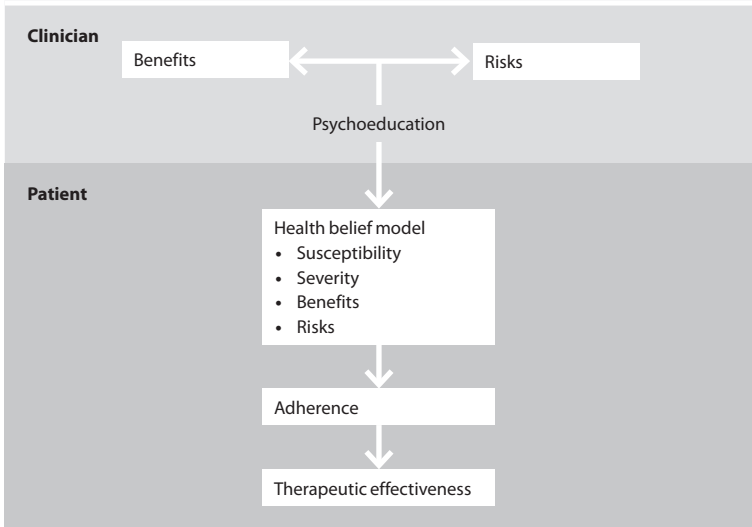 Clinician
Benefits
Risks
Psychoeducation
Patient
Health belief model
• Susceptibility
• Severity
• Benefits
• Risks
Adherence
Therapeutic effectiveness